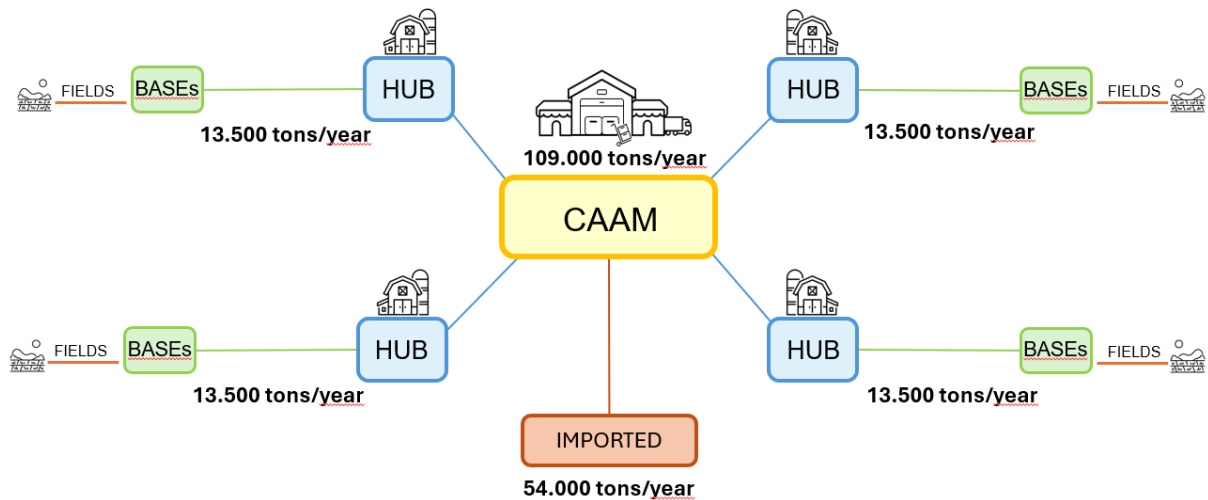 HUB
HUB
FIELDS
BASEs
BASEs
FIELDS
13.500 tons/year
13.500 tons/year
109.000 tons/year
CAAM
HUB
HUB
FIELDS
BASEs
BASEs
FIELDS
13.500 tons/year
13.500 tons/year
IMPORTED
54.000 tons/year